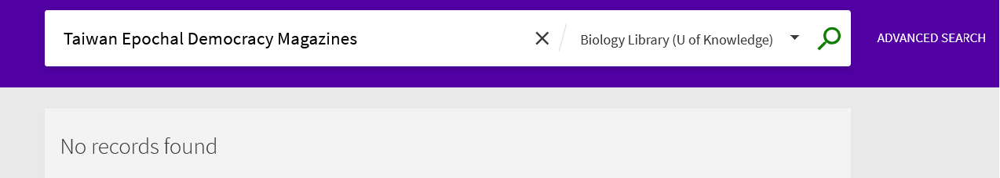 Taiwan Epochal Democracy Magazines
Biology Library (U of Knowledge)
ADVANCED SEARCH
No records found